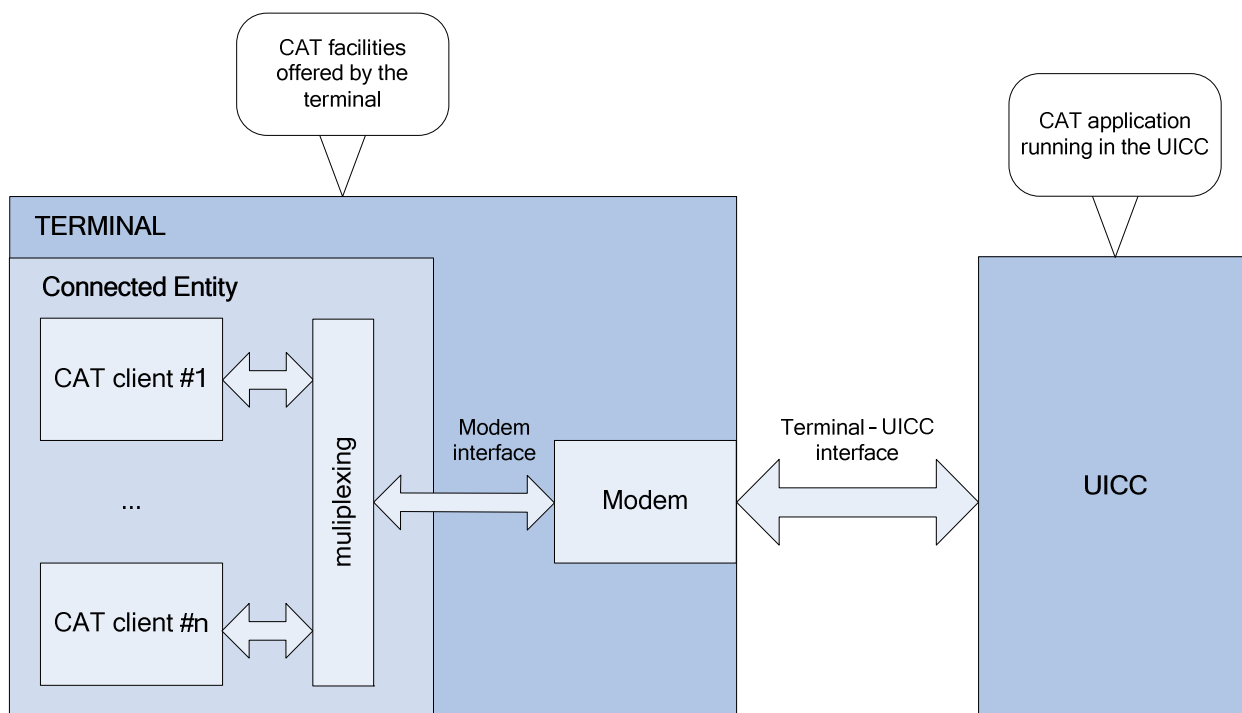 CAT facilities
offered by the
terminal
CAT application
running in the UICC
TERMINAL
Connected Entity
CAT client #1
...
CAT client #n
muliplexing
Modem
interface
Modem
Terminal - UICC
interface
UICC